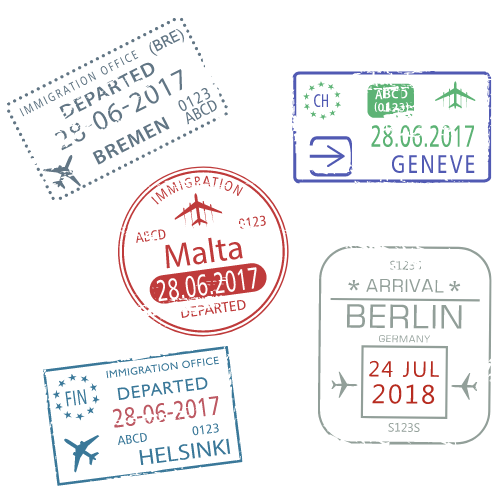 IMMIGRATION OFFICE (BRE)
DEPARTED
28-06-2017
0123
BREMEN ABCD
CH ABCD
(0123)
28.06.2017
GENEVE
IMMIGRATION
ABCD 0123
Malta
28.06.2017
DEPARTED
S123S
* ARRIVAL *
BERLIN
GERMANY
24 JUL
2018
S123S
IMMIGRATION OFFICE
FIN DEPARTED
28-06-2017
ABCD 0123
HELSINKI